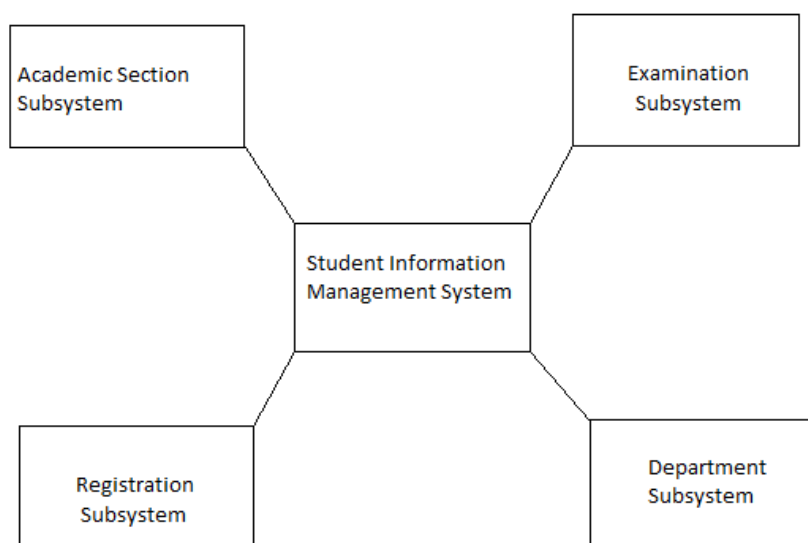 Academic Section
Subsystem
Examination
Subsystem
Student Information
Management System
Registration
Subsystem
Department
Subsystem